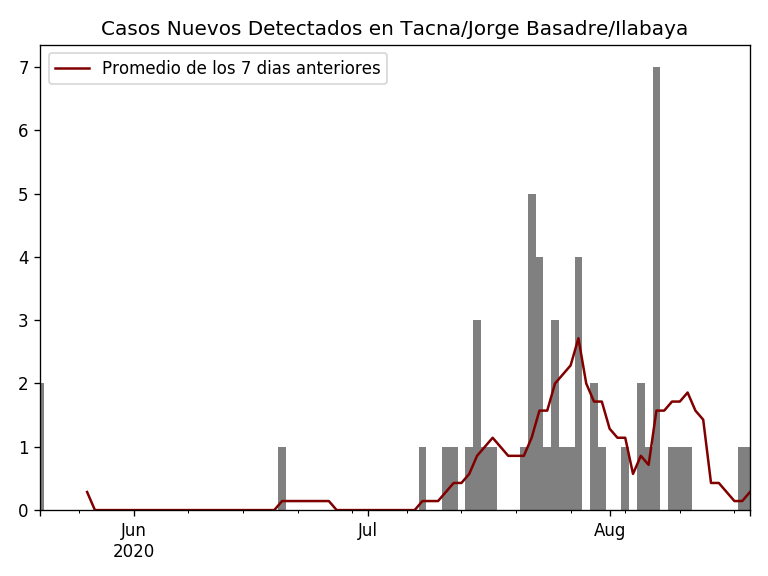 Casos Nuevos Detectados en Tacna/Jorge Basadre/Ilabaya
Promedio de los 7 dias anteriores
7
6
5
4
3
2
1
0
Jun
Jul
Aug
2020